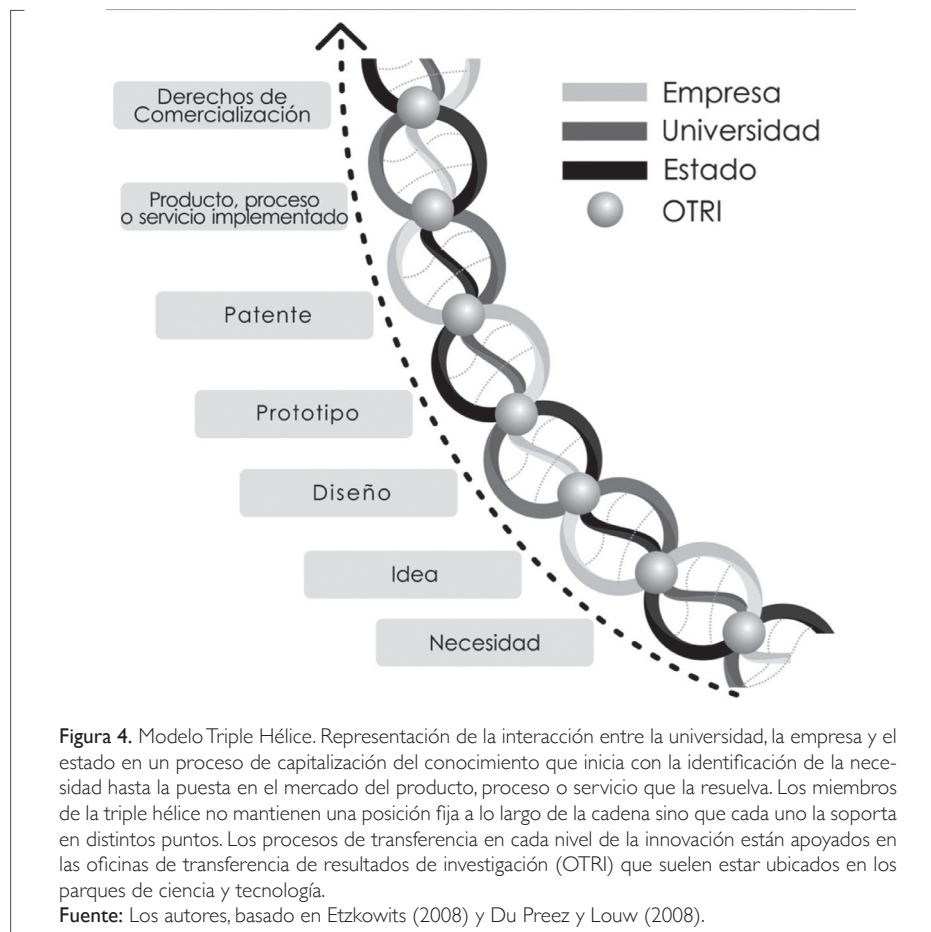 Derechos de
Comercialización
Empresa
Universidad
Estado
OTRI
Producto, proceso
o servicio implementado
Patente
Prototipo
Diseño
Idea
Necesidad
Figura 4. Modelo Triple Hélice. Representación de la interacción entre la universidad, la empresa y el
estado en un proceso de capitalización del conocimiento que inicia con la identificación de la nece-
sidad hasta la puesta en el mercado del producto, proceso o servicio que la resuelva. Los miembros
de la triple hélice no mantienen una posición fija a lo largo de la cadena sino que cada uno la soporta
en distintos puntos. Los procesos de transferencia en cada nivel de la innovación están apoyados en
las oficinas de transferencia de resultados de investigación (OTRI) que suelen estar ubicados en los
parques de ciencia y tecnología.
Fuente: Los autores, basado en Etzkowits (2008) y Du Preez y Louw (2008).